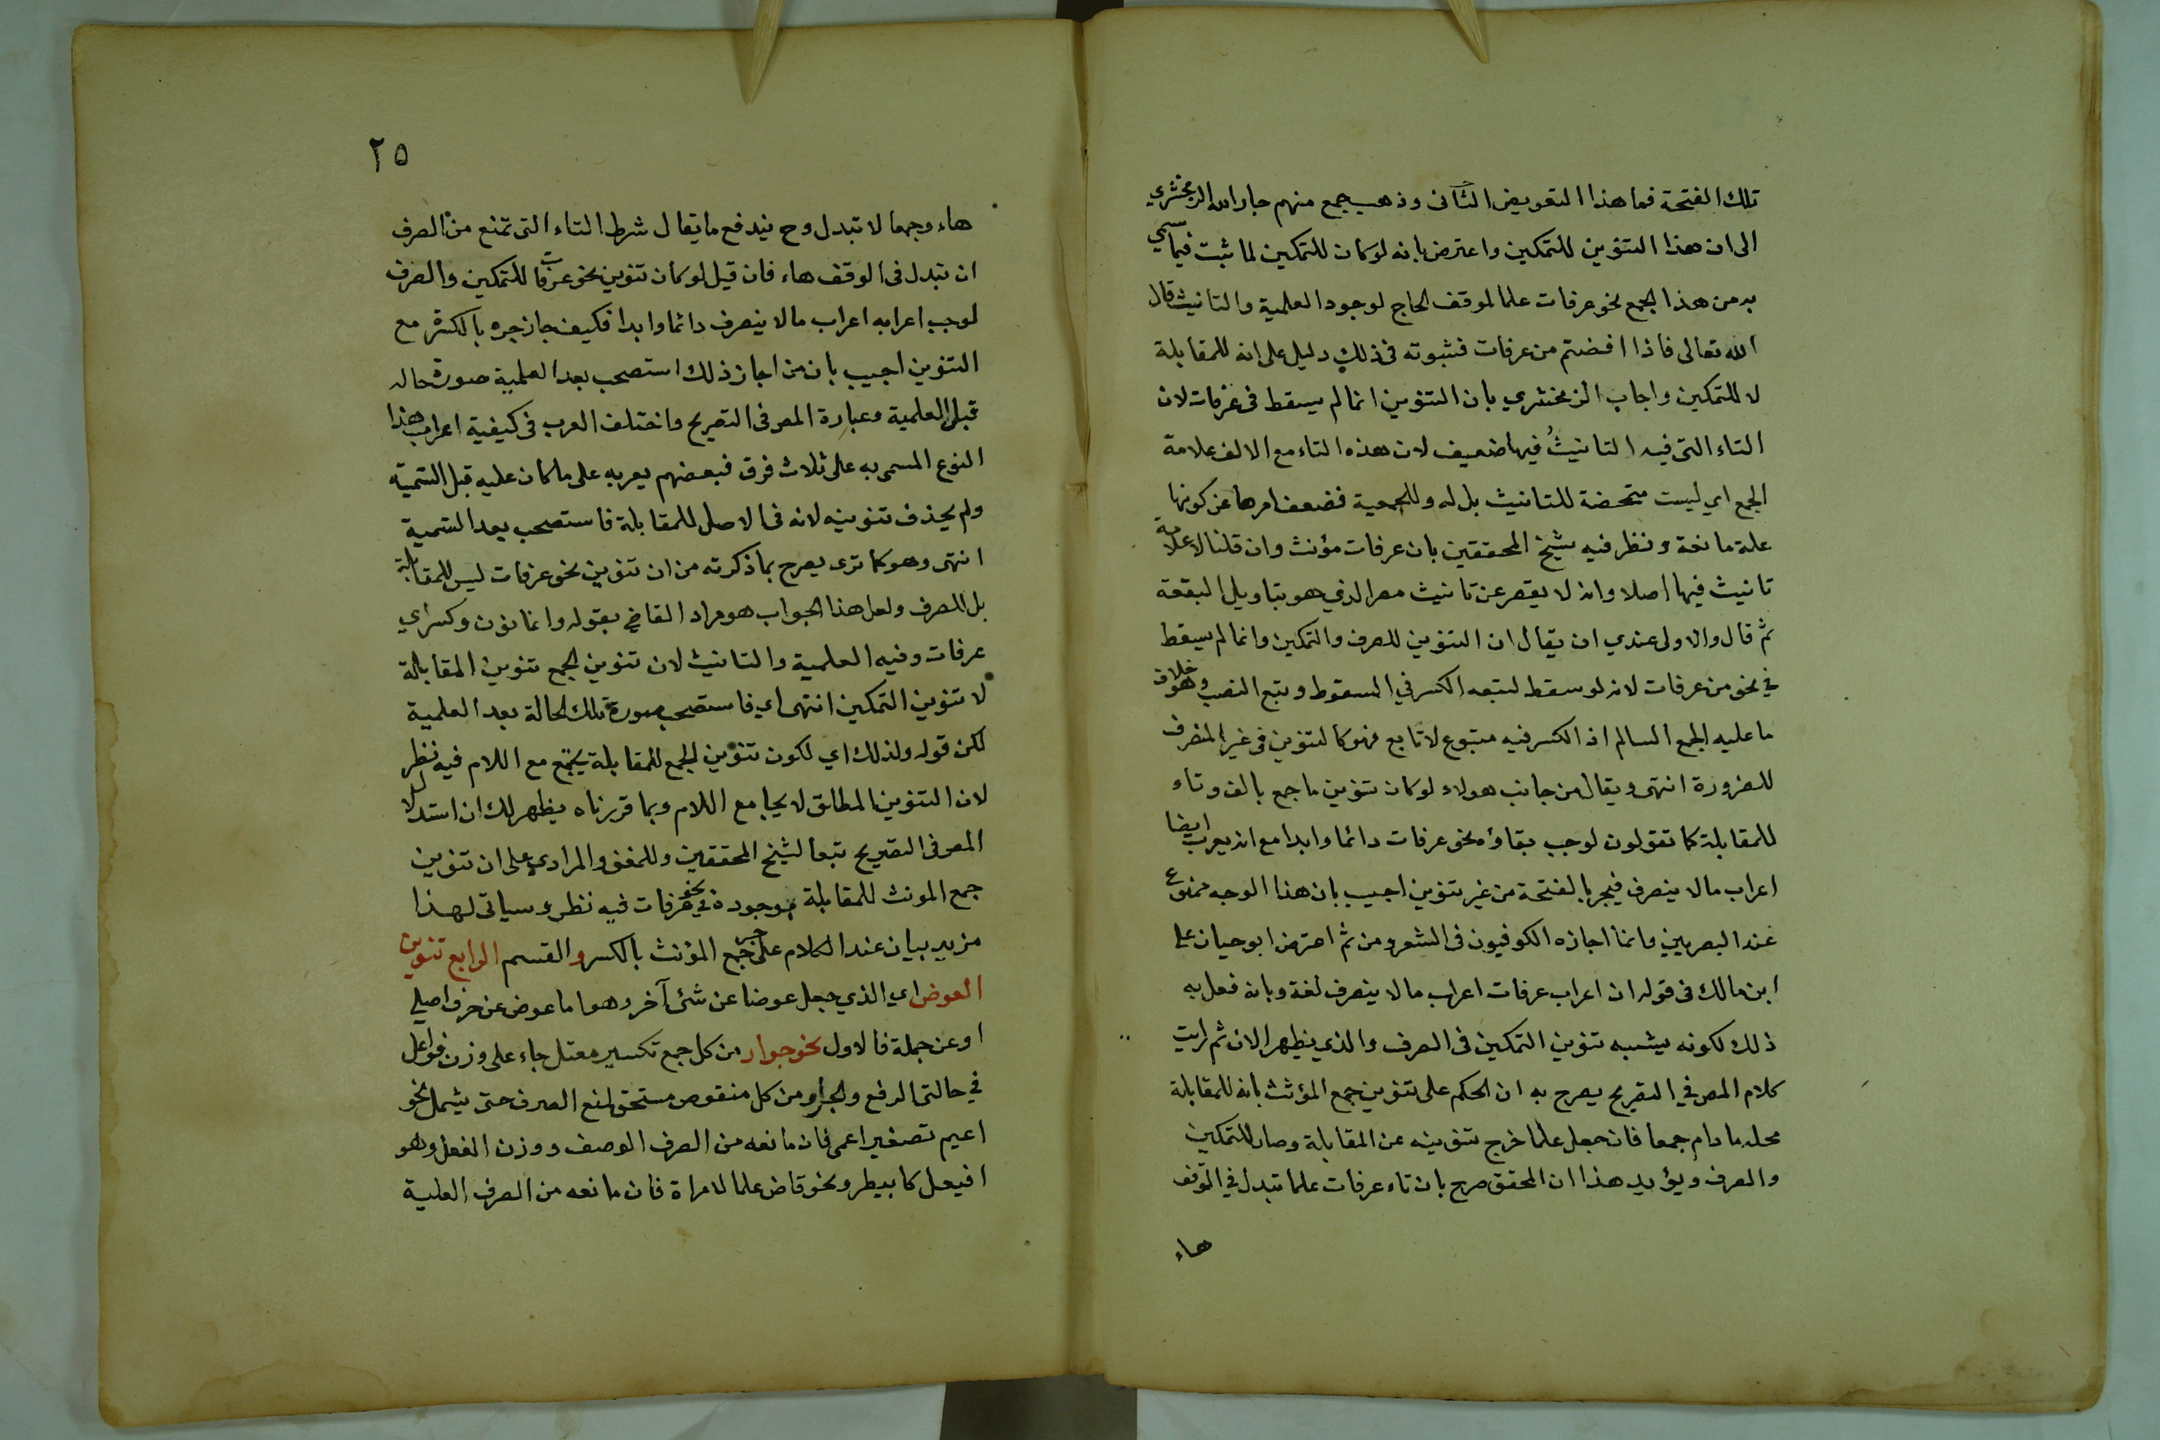 تلك الفتحة فما هذا التعويض الثاني وذهب جمع منهم جار الله الزمخشري
الى ان هذا التنوين للتمكين واعترض بانه لو كان للتمكين لما ثبت فيما سمي
به من هذا الجمع نحو عرفات علما لموقف الحاج لوجود العلمية والتانيث قال
الله تعالى فاذا افضتم من عرفات فثبوته في ذلك دليل على انه للمقابلة
لا للتمكين واجاب الزمخشري بان التنوين انما لم يسقط في عرفات لان
التاء التي فيه التانيث فيها ضعيف لان هذه التاء مع الالف علامة
الجمع اي ليست متمحضة للتانيث بل له وللجمعية فضعف امرها عن كونها
علة مانعة ونظر فيه شيخ المحققين بان عرفات مؤنث وان قلنا لا علامة
تانيث فيها اصلا وانه لا يقصر عن تانيث مصر الذي هو بتاويل البقعة
ثم قال والاولى عندي ان يقال ان التنوين للصرف والتمكين وانما لم يسقط
في نحو من عرفات لانه لو سقط لتبعه الكسر في السقوط وتبع النصب وهو خلاف
ما عليه الجمع السالم اذ الكسر فيه متبوع لا تابع فهو كالتنوين في غير المنصرف
للضرورة انتهى ويقال من جانب هولاء لو كان تنوين ما جمع بالف وتاء
للمقابلة كما تقولون لوجب بقاؤه نحو عرفات دائما وابدا مع انه يعرب ايضا
اعراب ما لا ينصرف فيجر بالفتحة من غير تنوين اجيب بان هذا الوجه ممنوع
عند البصريين وانما اجازه الكوفيون في الشعر ومن ثم اعترض ابو حيان على
ابن مالك في قوله ان اعراب عرفات اعراب ما لا ينصرف لغة وبانه فعل به
ذلك لكونه يشبه تنوين التمكين في الصرف والذي يظهر الان ثم رايت
كلام المص في التصريح يصرح به ان الحكم على تنوين جمع المؤنث بانه للمقابلة
محله ما دام جمعا فان جعل علما خرج تنوينه عن المقابلة وصار للتمكين
والصرف ويؤيد هذا ان المحقق صرح بان تاء عرفات علما تبدل في الوقف
هاء
٢٥
هاء وجمعا لا تبدل وح يندفع ما يقال شرط التاء التي تمنع من الصرف
ان تبدل في الوقف هاء فان قيل لو كان تنوين نحو عرفات للتمكين والصرف
لوجب اعرابه اعراب ما لا ينصرف دائما وابدا فكيف جاز جره بالكسرة مع
التنوين اجيب بان من اجاز ذلك استصحب بعد العلمية صورة حاله
قبل العلمية وعبارة المص في التصريح واختلف العرب في كيفية اعراب هذا
النوع المسمى به على ثلاث فرق فبعضهم يعربه على ما كان عليه قبل التسمية
ولم يحذف تنوينه لانه في الاصل للمقابلة فاستصحب بعد التسمية
انتهى وهو كما ترى يصرح بما ذكرته من ان تنوين نحو عرفات ليس للمقابلة
بل للصرف ولعل هذا الجواب هو مراد القاضي بقوله وانما نون وكسر اي
عرفات وفيه العلمية والتانيث لان تنوين الجمع تنوين المقابلة
لا تنوين التمكين انتهى اي فاستصحب صورة تلك الحالة بعد العلمية
لكن قوله ولذلك اي لكون تنوين الجمع للمقابلة يجتمع مع اللام فيه نظر
لان التنوين المطلق لا يجامع اللام وبما قررناه يظهر لك ان استدلال
المص في التصريح تبعا لشيخ المحققين وللمغني والمرادي على ان تنوين
جمع المونث للمقابلة بوجوده في نحو عرفات فيه نظر وسياتي لهذا
مزيد بيان عند الكلام على جر جمع المؤنث بالكسر والقسم الرابع تنوين
العوض اي الذي جعل عوضا عن شئ آخر وهو اما عوض عن حرف اصلي
او عن جملة فالاول نحو جوار من كل جمع تكسير معتل جاء على وزن فواعل
في حالتي الرفع والجر او من كل منقوص مستحق لمنع الصرف حتى يشمل نحو
اعيم تصغير اعمى فان مانعه من الصرف الوصف ووزن الفعل وهو
افيعل كابيطر ونحو قاض علما لامراة فان مانعه من الصرف العلمية